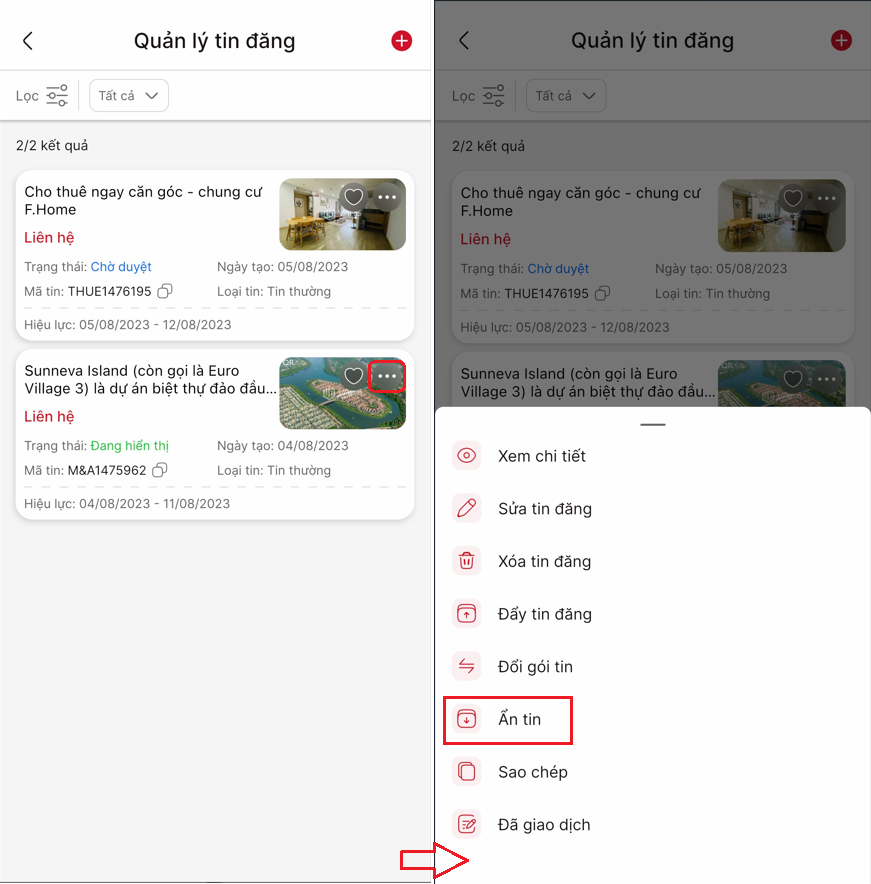 Quản lý tin đăng
Lọc
Tất cả
2/2 kết quả
Cho thuê ngay căn góc - chung cư
F.Home
Liên hệ
Trạng thái: Chờ duyệt
Ngày tạo: 05/08/2023
Mã tin: THUE1476195
Loại tin: Tin thường
Hiệu lực: 05/08/2023 - 12/08/2023
Sunneva Island (còn gọi là Euro
Village 3) là dự án biệt thự đảo đầu...
Liên hệ
Trạng thái: Đang hiển thị
Ngày tạo: 04/08/2023
Mã tin: M&A1475962
Loại tin: Tin thường
Hiệu lực: 04/08/2023 - 11/08/2023
Quản lý tin đăng
Lọc
Tất cả
2/2 kết quả
Cho thuê ngay căn góc - chung cư
F.Home
Liên hệ
Trạng thái: Chờ duyệt
Ngày tạo: 05/08/2023
Mã tin: THUE1476195
Loại tin: Tin thường
Hiệu lực: 05/08/2023 - 12/08/2023
Sunneva Island (còn gọi là Euro
Village 3) là dự án biệt thự đảo đầu...
Xem chi tiết
Sửa tin đăng
Xóa tin đăng
Đẩy tin đăng
Đổi gói tin
Ẩn tin
Sao chép
Đã giao dịch